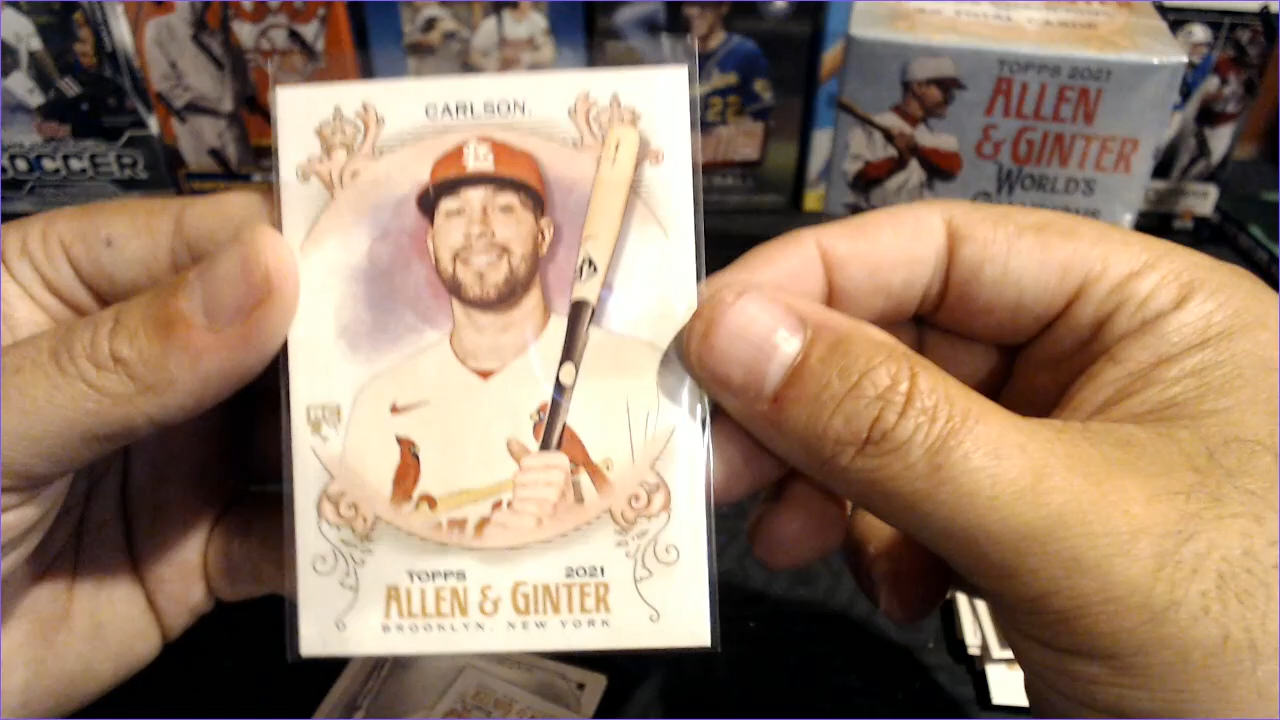 SOCCER
22
TOPPS 2021
ALLEN
& GINTER
WORLD'S
CARLSON.
RC
TOPPS 2021
ALLEN & GINTER
BROOKLYN, NEW YORK